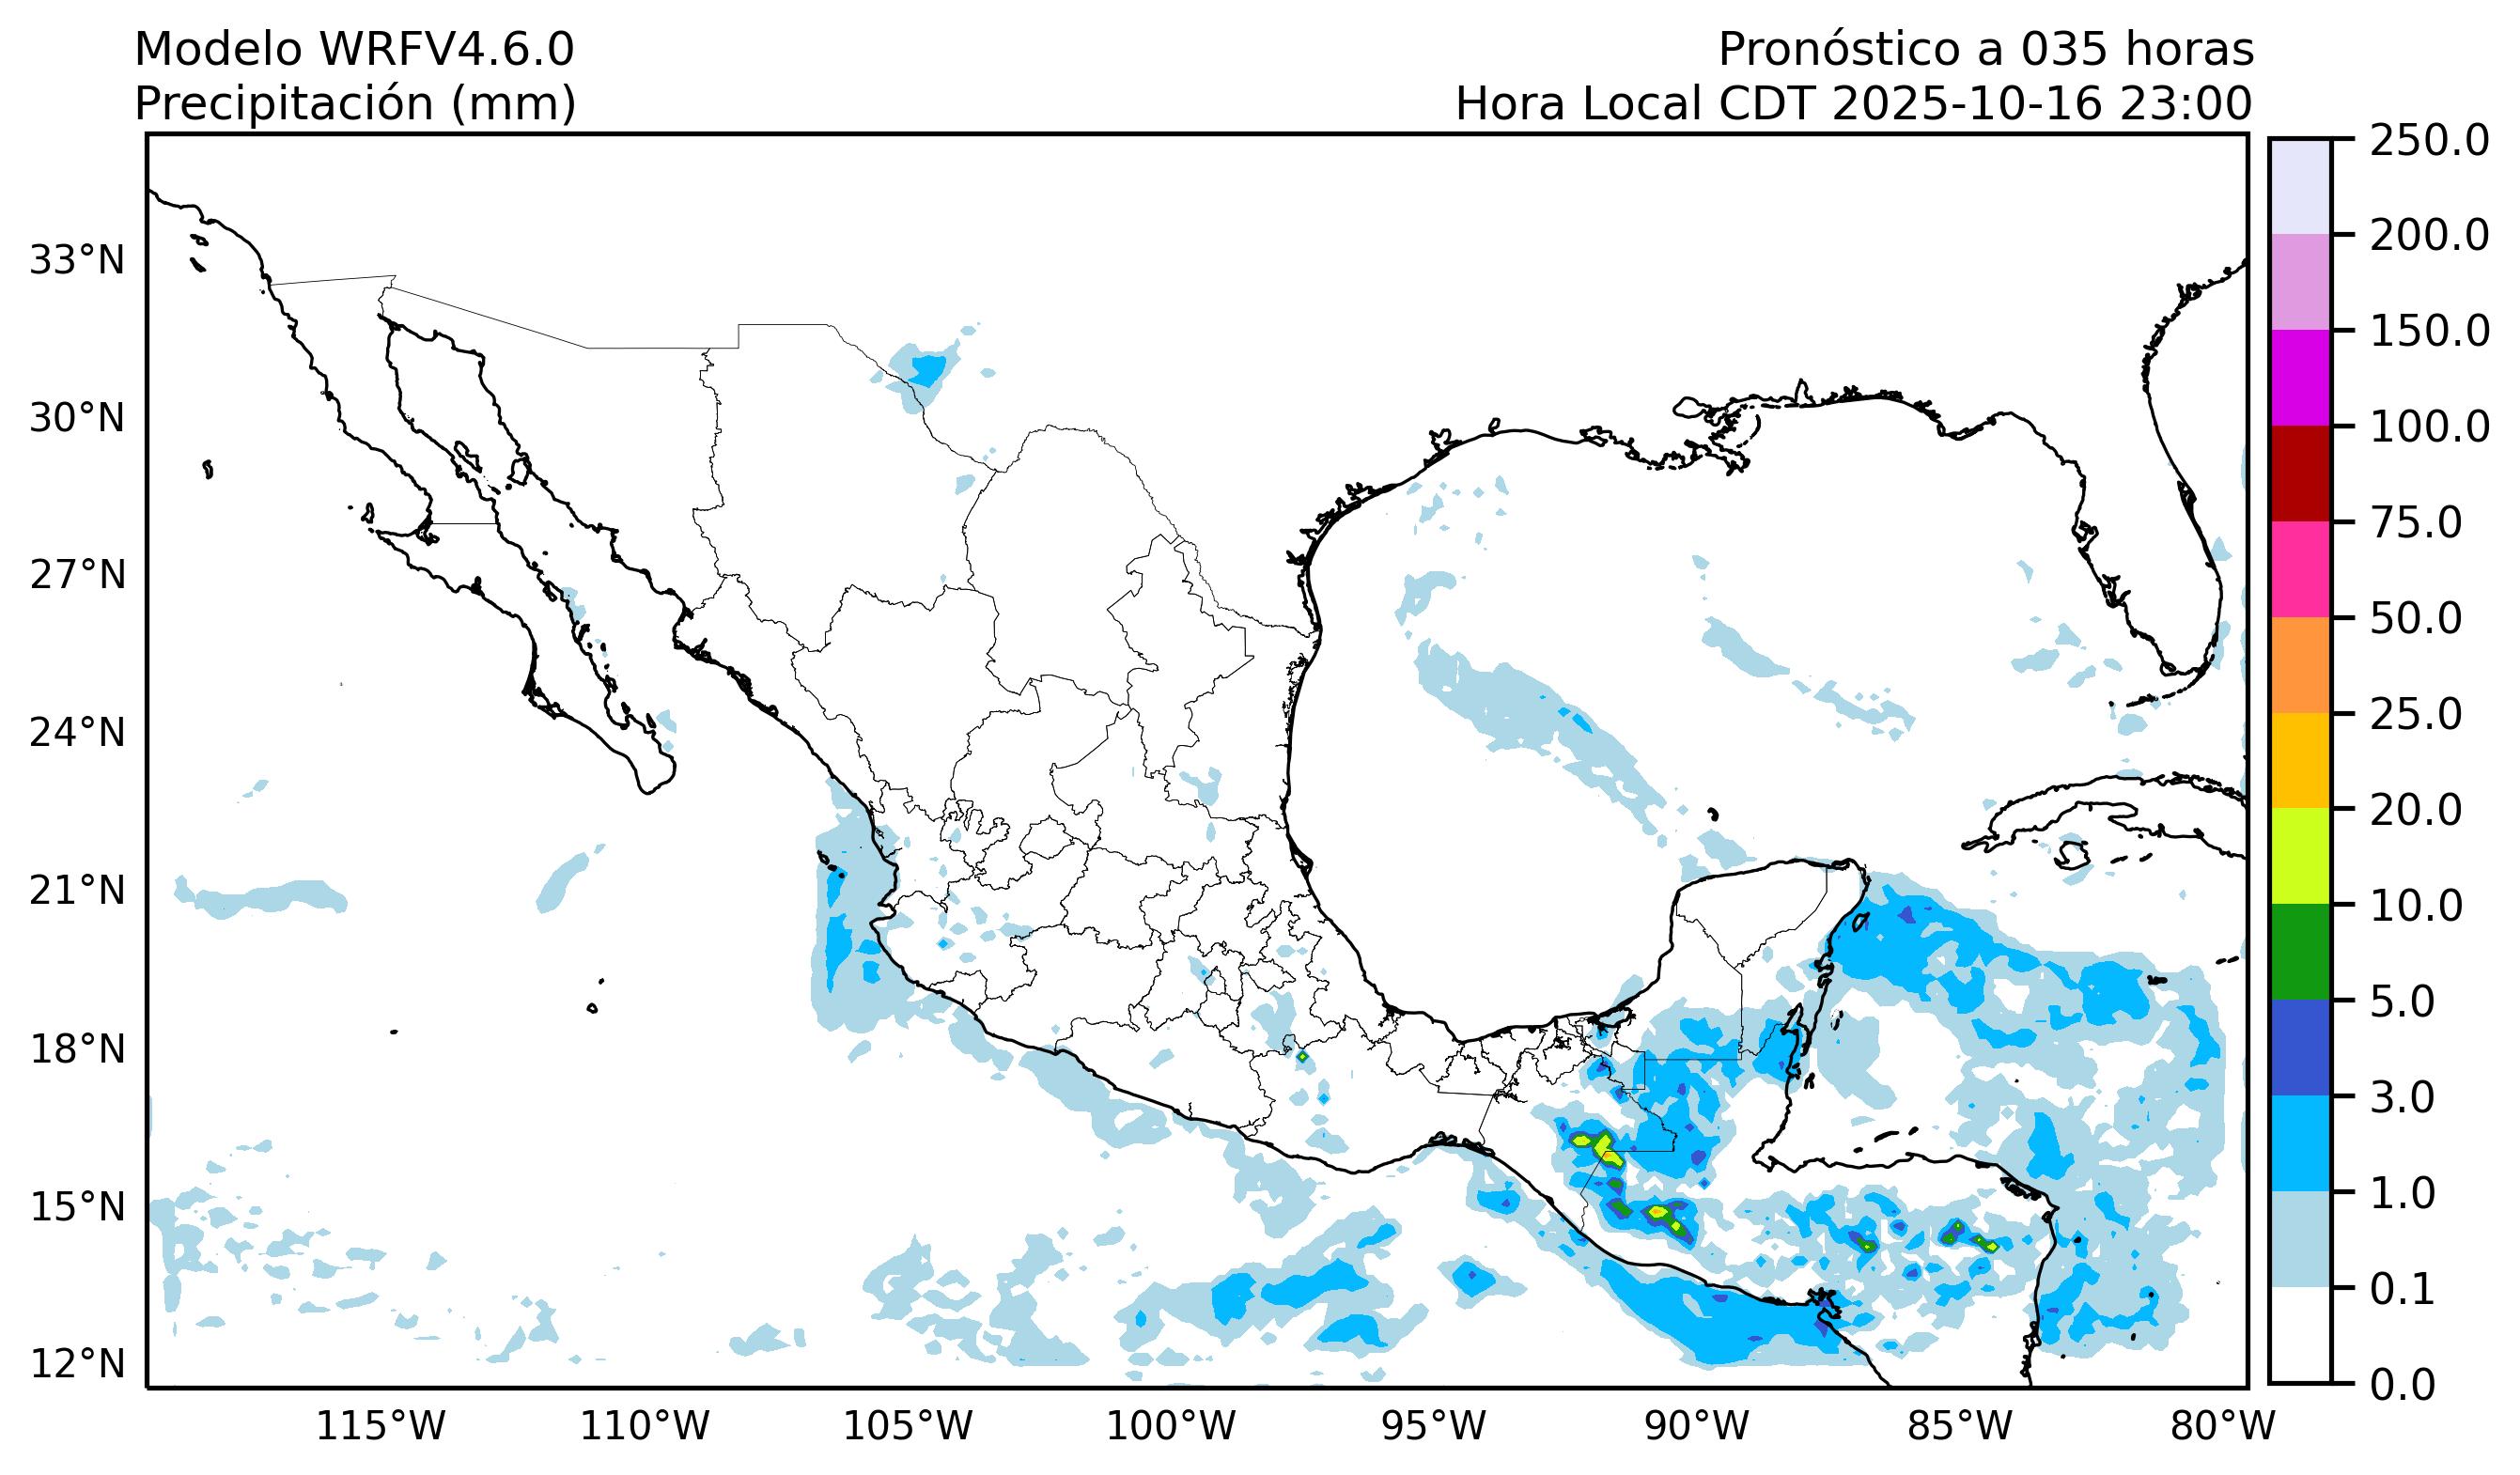 Modelo WRFV4.6.0
Precipitación (mm)
Pronóstico a 035 horas
Hora Local CDT 2025-10-16 23:00
33°N
30°N
27°N
24°N
21°N
18°N
15°N
12°N
115°W
110°W
105°W
100°W
95°W
90°W
85°W
80°W
250.0
200.0
150.0
100.0
75.0
50.0
25.0
20.0
10.0
5.0
3.0
1.0
0.1
0.0